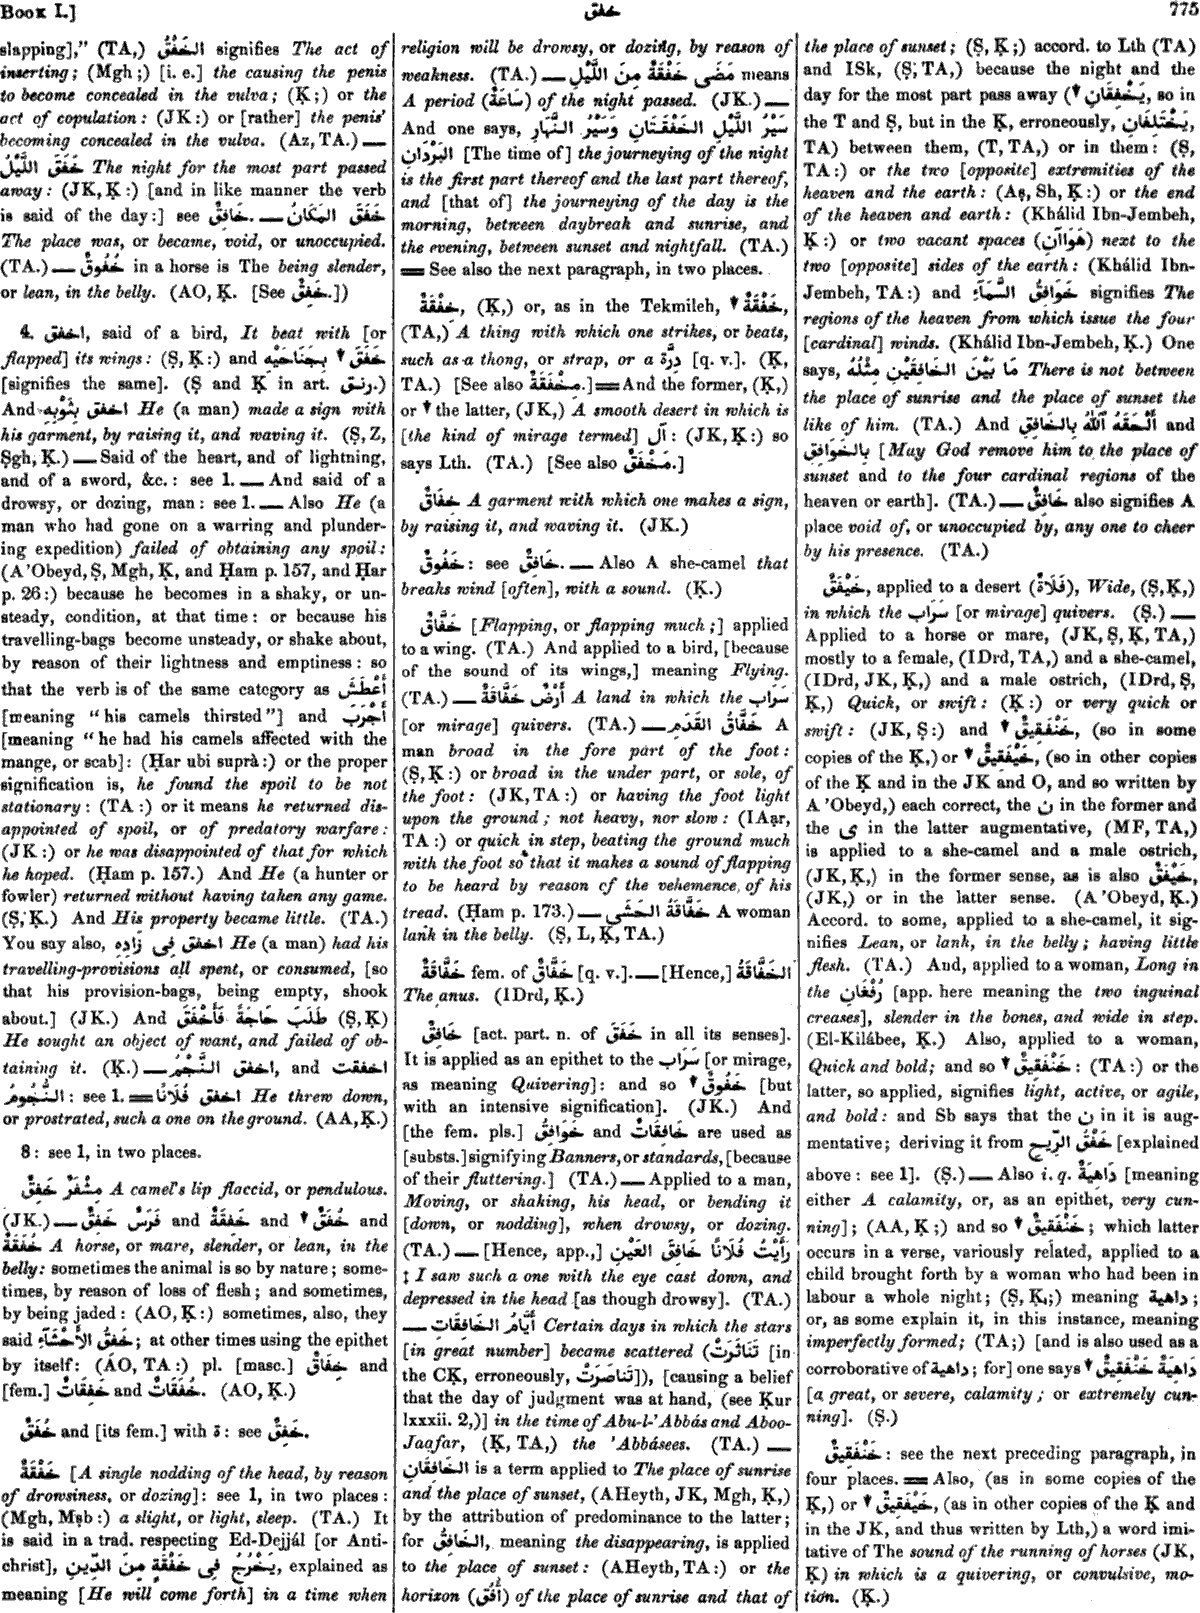 Book I.]
خفق
775
slapping],” (TA,) الخَفْقُ signifies The act of
inserting; (Mgh;) [i. e.] the causing the penis
to become concealed in the vulva; (Ḳ;) or the
act of copulation: (JK:) or [rather] the penis'
becoming concealed in the vulva. (Az, TA.) —
خَفَقَ اللَّيْلُ The night for the most part passed
away: (JK, Ḳ:) [and in like manner the verb
is said of the day:] see خَافِقٌ. — خَفَقَ المَكَانُ
The place was, or became, void, or unoccupied.
(TA.) — خُفُوقٌ in a horse is The being slender,
or lean, in the belly. (AO, Ḳ. [See خَفِقٌ.])
4. اخفق, said of a bird, It beat with [or
flapped] its wings: (Ṣ, Ḳ:) and خَفَقَ ▾ بِجَنَاحَيْهِ
[signifies the same]. (Ṣ and Ḳ in art. رنق.)
And اخفق بِثَوْبِهِ He (a man) made a sign with
his garment, by raising it, and waving it. (Ṣ, Z,
Ṣgh, Ḳ.) — Said of the heart, and of lightning,
and of a sword, &c.: see 1. — And said of a
drowsy, or dozing, man: see 1. — Also He (a
man who had gone on a warring and plunder-
ing expedition) failed of obtaining any spoil:
(A'Obeyd, Ṣ, Mgh, Ḳ, and Ḥam p. 157, and Ḥar
p. 26:) because he becomes in a shaky, or un-
steady, condition, at that time: or because his
travelling-bags become unsteady, or shake about,
by reason of their lightness and emptiness: so
that the verb is of the same category as أَعْطَشَ
[meaning “his camels thirsted”] and أَجْرَبَ
[meaning “he had his camels affected with the
mange, or scab]: (Ḥar ubi suprà:) or the proper
signification is, he found the spoil to be not
stationary: (TA:) or it means he returned dis-
appointed of spoil, or of predatory warfare:
(JK:) or he was disappointed of that for which
he hoped. (Ḥam p. 157.) And He (a hunter or
fowler) returned without having taken any game.
(Ṣ, Ḳ.) And His property became little. (TA.)
You say also, اخفق فِى زَادِهِ He (a man) had his
travelling-provisions all spent, or consumed, [so
that his provision-bags, being empty, shook
about.] (JK.) And طَلَبَ حَاجَةً فَأَخْفَقَ (Ṣ, Ḳ)
He sought an object of want, and failed of ob-
taining it. (Ḳ.) — اخفق النَّجْمُ, and اخفقت
النُّجُومُ: see 1. = اخفق فُلَانًا He threw down,
or prostrated, such a one on the ground. (AA, Ḳ.)
8: see 1, in two places.
مِشْفَرٌ خَفِقٌ A camel's lip flaccid, or pendulous.
(JK.) — فَرَسٌ خَفِقٌ and خَفِقَةٌ and ▾ خُفَقٌ and
خُفَقَةٌ A horse, or mare, slender, or lean, in the
belly: sometimes the animal is so by nature; some-
times, by reason of loss of flesh; and sometimes,
by being jaded: (AO, Ḳ:) sometimes, also, they
said خَفِقُ الأَحْشَآءِ; at other times using the epithet
by itself: (AO, TA:) pl. [masc.] خِفَاقٌ and
[fem.] خَفِقَاتٌ and خُفَقَاتٌ. (AO, Ḳ.)
خُفَقٌ and [its fem.] with ة: see خَفِقٌ.
خَفْقَةٌ [A single nodding of the head, by reason
of drowsiness, or dozing]: see 1, in two places:
(Mgh, Mṣb:) a slight, or light, sleep. (TA.) It
is said in a trad. respecting Ed-Dejjál [or Anti-
christ], يَخْرُجُ فِى خَفْقَةٍ مِنَ الدِّينِ, explained as
meaning [He will come forth] in a time when
religion will be drowsy, or dozing, by reason of
weakness. (TA.) — مَضَى خَفْقَةٌ مِنَ اللَّيْلِ means
A period (سَاعَةٌ) of the night passed. (JK.) —
And one says, سَيْرُ اللَّيْلِ الخَفْقَتَانِ وَسَيْرُ النَّهَارِ
البَرْدَانِ [The time of] the journeying of the night
is the first part thereof and the last part thereof,
and [that of] the journeying of the day is the
morning, between daybreak and sunrise, and
the evening, between sunset and nightfall. (TA.)
= See also the next paragraph, in two places.
خِفْقَةٌ, (Ḳ,) or, as in the Tekmileh, ▾ خَفْقَةٌ,
(TA,) A thing with which one strikes, or beats,
such as a thong, or strap, or a دِرَّة [q. v.]. (Ḳ,
TA.) [See also مِخْفَقَةٌ.] = And the former, (Ḳ,)
or ▾ the latter, (JK,) A smooth desert in which is
[the kind of mirage termed] آل: (JK, Ḳ:) so
says Lth. (TA.) [See also مَخْفَقٌ.]
خِفَاقٌ A garment with which one makes a sign,
by raising it, and waving it. (JK.)
خَفُوقٌ: see خَافِقٌ. — Also A she-camel that
breaks wind [often], with a sound. (Ḳ.)
خَفَّاقٌ [Flapping, or flapping much;] applied
to a wing. (TA.) And applied to a bird, [because
of the sound of its wings,] meaning Flying.
(TA.) — أَرْضٌ خَفَّاقَةٌ A land in which the سَرَاب
[or mirage] quivers. (TA.) — خَفَّاقُ القَدَمِ A
man broad in the fore part of the foot:
(Ṣ, Ḳ:) or broad in the under part, or sole, of
the foot: (JK, TA:) or having the foot light
upon the ground; not heavy, nor slow: (IAạr,
TA:) or quick in step, beating the ground much
with the foot so that it makes a sound of flapping
to be heard by reason of the vehemence of his
tread. (Ḥam p. 173.) — خَفَّاقَةُ الحَشَى A woman
lank in the belly. (Ṣ, L, Ḳ, TA.)
خَفَّاقَةٌ fem. of خَفَّاقٌ [q. v.]. — [Hence,] الخَفَّاقَةُ
The anus. (IDrd, Ḳ.)
خَافِقٌ [act. part. n. of خَفَقَ in all its senses].
It is applied as an epithet to the سَرَاب [or mirage,
as meaning Quivering]: and so ▾ خَفُوقٌ [but
with an intensive signification]. (JK.) And
[the fem. pls.] خَوَافِقُ and خَافِقَاتٌ are used as
[substs.] signifying Banners, or standards, [because
of their fluttering.] (TA.) — Applied to a man,
Moving, or shaking, his head, or bending it
[down, or nodding], when drowsy, or dozing.
(TA.) — [Hence, app.,] رَأَيْتُ فُلَانًا خَافِقَ العَيْنِ
‡ I saw such a one with the eye cast down, and
depressed in the head [as though drowsy]. (TA.)
— أَيَّامُ الخَافِقَاتِ Certain days in which the stars
[in great number] became scattered (تَنَاثَرَتْ [in
the CḲ, erroneously, تَنَاصَرَتْ]), [causing a belief
that the day of judgment was at hand, (see Ḳur
lxxxii. 2,)] in the time of Abu-l-'Abbás and Aboo-
Jaạfar, (Ḳ, TA,) the 'Abbásees. (TA.) —
الخَافِقَانِ is a term applied to The place of sunrise
and the place of sunset, (AHeyth, JK, Mgh, Ḳ,)
by the attribution of predominance to the latter;
for الخَافِقُ, meaning the disappearing, is applied
to the place of sunset: (AHeyth, TA:) or the
horizon (أُفُق) of the place of sunrise and that of
the place of sunset; (Ṣ, Ḳ;) accord. to Lth (TA)
and ISk, (Ṣ, TA,) because the night and the
day for the most part pass away (▾ يَخْفِقَانِ, so in
the T and Ṣ, but in the Ḳ, erroneously, يَخْتَلِفَانِ,
TA) between them, (T, TA,) or in them: (Ṣ,
TA:) or the two [opposite] extremities of the
heaven and the earth: (Aṣ, Sh, Ḳ:) or the end
of the heaven and earth: (Khálid Ibn-Jembeh,
Ḳ:) or two vacant spaces (هَوَاآنِ) next to the
two [opposite] sides of the earth: (Khálid Ibn-
Jembeh, TA:) and خَوَافِقُ السَّمَآءِ signifies The
regions of the heaven from which issue the four
[cardinal] winds. (Khálid Ibn-Jembeh, Ḳ.) One
says, مَا بَيْنَ الخَافِقَيْنِ مِثْلُهُ There is not between
the place of sunrise and the place of sunset the
like of him. (TA.) And أَلْحَقَهُ ٱللّٰهُ بِالخَافِقِ and
بِالخَوَافِقِ [May God remove him to the place of
sunset and to the four cardinal regions of the
heaven or earth]. (TA.) — خَافِقٌ also signifies A
place void of, or unoccupied by, any one to cheer
by his presence. (TA.)
خَيْفَقٌ, applied to a desert (فَلَاة), Wide, (Ṣ, Ḳ,)
in which the سَرَاب [or mirage] quivers. (Ṣ.) —
Applied to a horse or mare, (JK, Ṣ, Ḳ, TA,)
mostly to a female, (IDrd, TA,) and a she-camel,
(IDrd, JK, Ḳ,) and a male ostrich, (IDrd, Ṣ,
Ḳ,) Quick, or swift: (Ḳ:) or very quick or
swift: (JK, Ṣ:) and ▾ خَنْفَقِيقٌ, (so in some
copies of the Ḳ,) or ▾ خَيْفَقِيقٌ, (so in other copies
of the Ḳ and in the JK and O, and so written by
A'Obeyd,) each correct, the ن in the former and
the ى in the latter augmentative, (MF, TA,)
is applied to a she-camel and a male ostrich,
(JK, Ḳ,) in the former sense, as is also خَيْفَقٌ,
(JK,) or in the latter sense. (A'Obeyd, Ḳ.)
Accord. to some, applied to a she-camel, it sig-
nifies Lean, or lank, in the belly; having little
flesh. (TA.) And, applied to a woman, Long in
the رُفْغَانِ [app. here meaning the two inguinal
creases], slender in the bones, and wide in step.
(El-Kilábee, Ḳ.) Also, applied to a woman,
Quick and bold; and so ▾ خَنْفَقِيقٌ: (TA:) or the
latter, so applied, signifies light, active, or agile,
and bold: and Sb says that the ن in it is aug-
mentative; deriving it from خَفْقُ الرِّيحِ [explained
above: see 1]. (Ṣ.) — Also i. q. دَاهِيَةٌ [meaning
either A calamity, or, as an epithet, very cun-
ning]; (AA, Ḳ;) and so ▾ خَنْفَقِيقٌ; which latter
occurs in a verse, variously related, applied to a
child brought forth by a woman who had been in
labour a whole night; (Ṣ, Ḳ;) meaning داهية;
or, as some explain it, in this instance, meaning
imperfectly formed; (TA;) [and is also used as a
corroborative of داهية; for] one says ▾ دَاهِيَةٌ خَنْفَقِيقٌ
[a great, or severe, calamity; or extremely cun-
ning]. (Ṣ.)
خَنْفَقِيقٌ: see the next preceding paragraph, in
four places. = Also, (as in some copies of the
Ḳ,) or ▾ خَيْفَقِيقٌ, (as in other copies of the Ḳ and
in the JK, and thus written by Lth,) a word imi-
tative of The sound of the running of horses (JK,
Ḳ) in which is a quivering, or convulsive, mo-
tion. (Ḳ.)